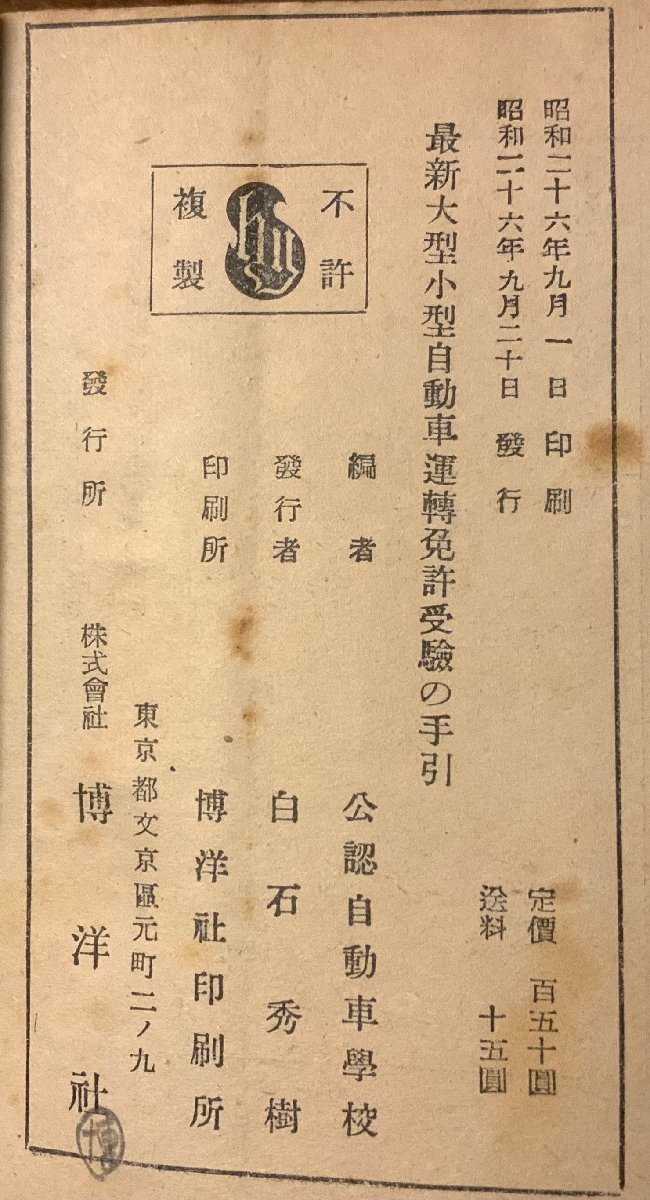 昭和二十六年九月一日 印刷
昭和二十六年九月二十日 發行
定價 百五十圓
送料 十五圓
最新大型小型自動車運轉免許受驗の手引
不許
複製
編者 公認自動車學校
發行者 白石秀樹
印刷所 博洋社印刷所
東京都文京區元町二ノ九
發行所 株式會社 博洋社
博